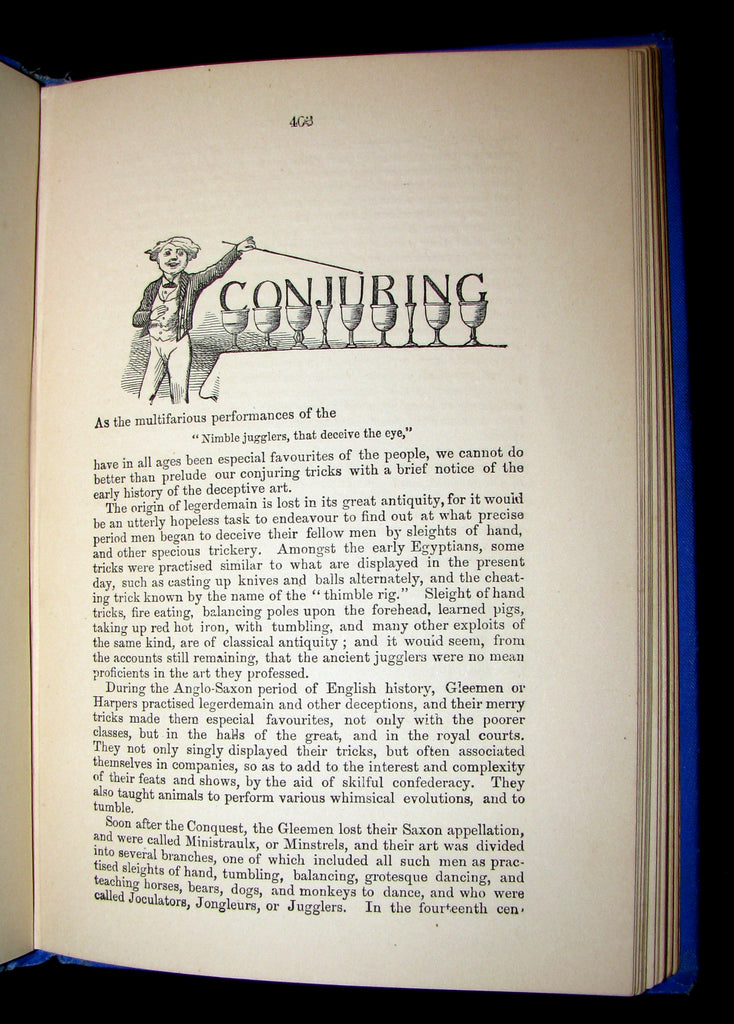 403
CONJURING
As the multifarious performances of the
“Nimble jugglers, that deceive the eye,”
have in all ages been especial favourites of the people, we cannot do
better than prelude our conjuring tricks with a brief notice of the
early history of the deceptive art.
The origin of legerdemain is lost in its great antiquity, for it would
be an utterly hopeless task to endeavour to find out at what precise
period men began to deceive their fellow men by sleights of hand,
and other specious trickery. Amongst the early Egyptians, some
tricks were practised similar to what are displayed in the present
day, such as casting up knives and balls alternately, and the cheat-
ing trick known by the name of the “thimble rig.” Sleight of hand
tricks, fire eating, balancing poles upon the forehead, learned pigs,
taking up red hot iron, with tumbling, and many other exploits of
the same kind, are of classical antiquity; and it would seem, from
the accounts still remaining, that the ancient jugglers were no mean
proficients in the art they professed.
During the Anglo-Saxon period of English history, Gleemen or
Harpers practised legerdemain and other deceptions, and their merry
tricks made them especial favourites, not only with the poorer
classes, but in the halls of the great, and in the royal courts.
They not only singly displayed their tricks, but often associated
themselves in companies, so as to add to the interest and complexity
of their feats and shows, by the aid of skilful confederacy. They
also taught animals to perform various whimsical evolutions, and to
tumble.
Soon after the Conquest, the Gleemen lost their Saxon appellation,
and were called Ministraulx, or Minstrels, and their art was divided
into several branches, one of which included all such men as prac-
tised sleights of hand, tumbling, balancing, grotesque dancing, and
teaching horses, bears, dogs, and monkeys to dance, and who were
called Joculators, Jongleurs, or Jugglers. In the fourteenth cen-